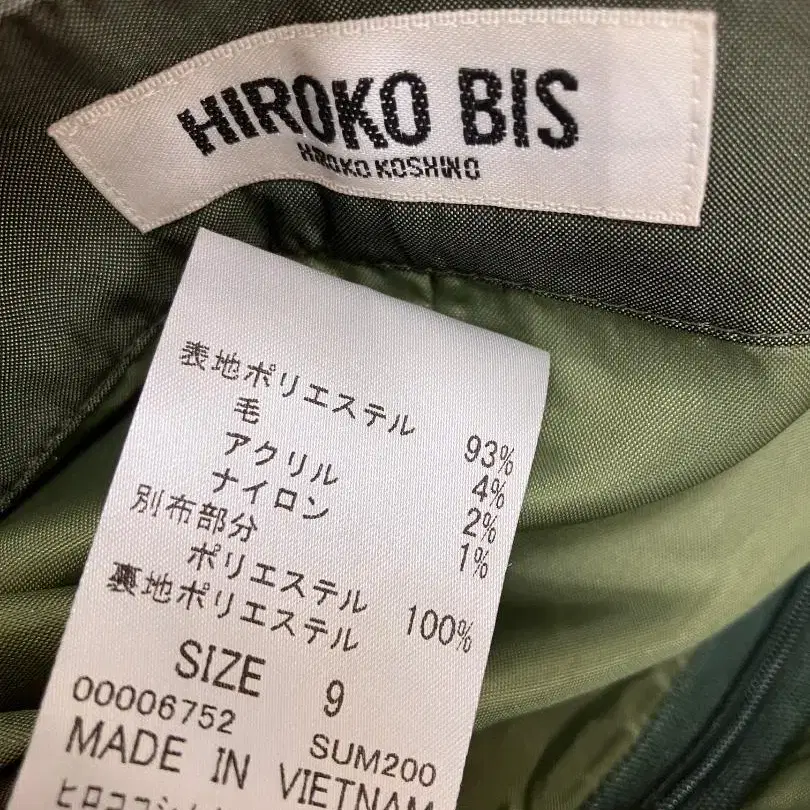 HIROKO BIS
HIROKO KOSHINO
表地ポリエステル 93%
毛 4%
アクリル 2%
ナイロン 1%
別布部分
ポリエステル 100%
裏地ポリエステル
SIZE 9
00006752 SUM200
MADE IN VIETNAM